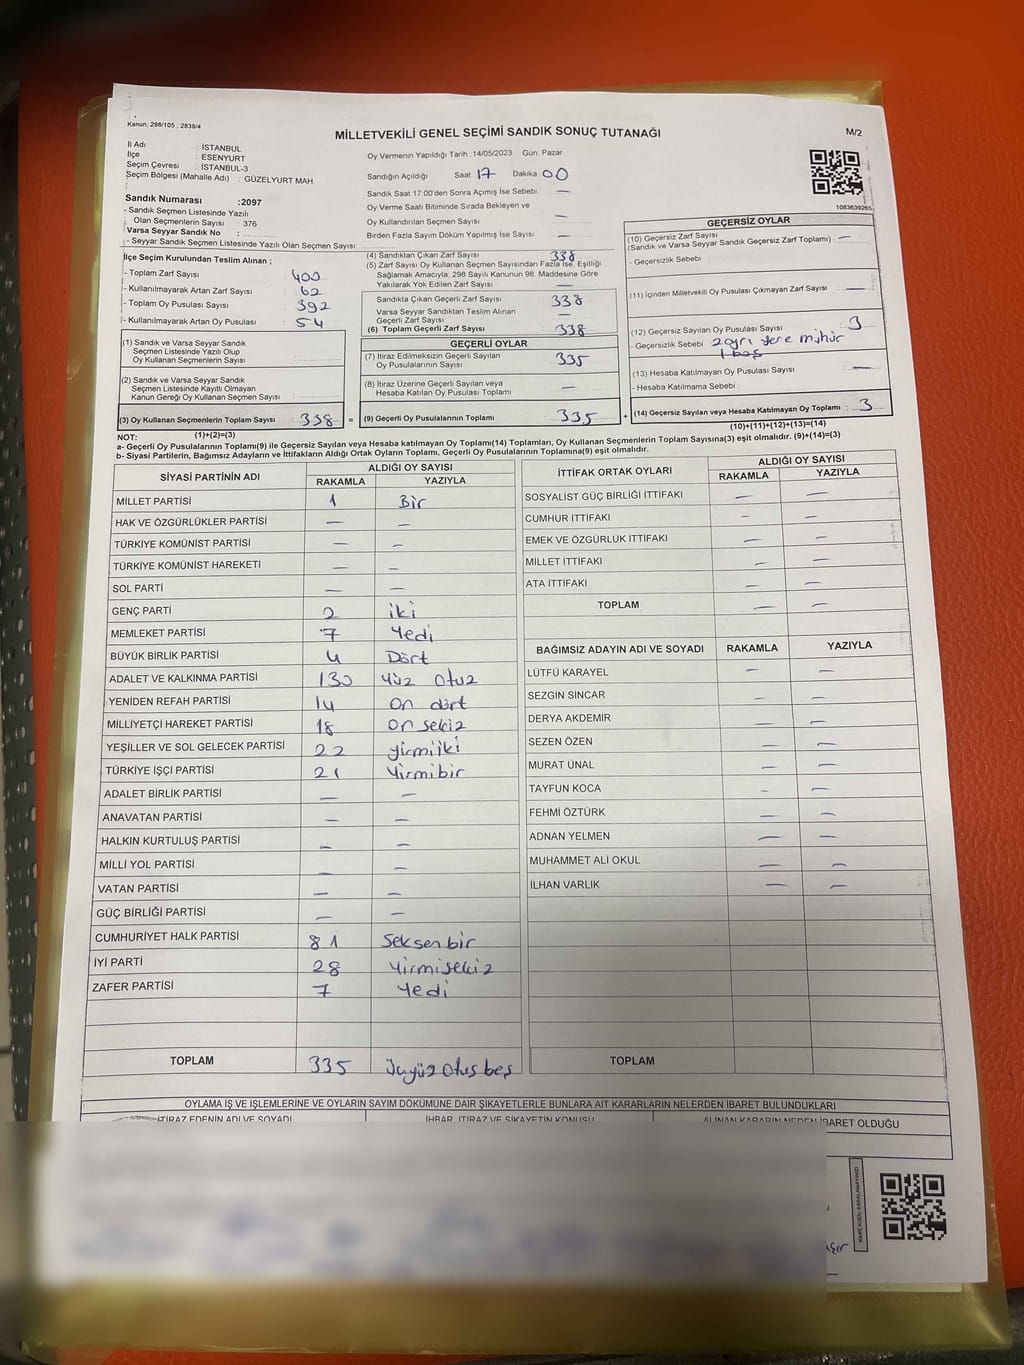 Kanun; 298/105 , 2839/4
MİLLETVEKİLİ GENEL SEÇİMİ SANDIK SONUÇ TUTANAĞI
M/2
İl Adı : İSTANBUL
İlçe : ESENYURT
Seçim Çevresi : İSTANBUL-3
Seçim Bölgesi (Mahalle Adı) : GÜZELYURT MAH.
Oy Vermenin Yapıldığı Tarih :14/05/2023 Gün: Pazar
Sandığın Açıldığı Saat 17 Dakika 00
Sandık Saat 17:00'den Sonra Açımış İse Sebebi : —
Oy Verme Saati Bitiminde Sırada Bekleyen ve
Oy Kullandırılan Seçmen Sayısı : —
Birden Fazla Sayım Döküm Yapılmış İse Sayısı : —
1083639265
Sandık Numarası :2097
- Sandık Seçmen Listesinde Yazılı
Olan Seçmenlerin Sayısı : 376
Varsa Seyyar Sandık No :
- Seyyar Sandık Seçmen Listesinde Yazılı Olan Seçmen Sayısı:
İlçe Seçim Kurulundan Teslim Alınan ;
- Toplam Zarf Sayısı : 400
- Kullanılmayarak Artan Zarf Sayısı : 62
- Toplam Oy Pusulası Sayısı : 392
- Kullanılmayarak Artan Oy Pusulası : 54
(1) Sandık ve Varsa Seyyar Sandık
Seçmen Listesinde Yazılı Olup
Oy Kullanan Seçmenlerin Sayısı :
(2) Sandık ve Varsa Seyyar Sandık
Seçmen Listesinde Kayıtlı Olmayan
Kanun Gereği Oy Kullanan Seçmen Sayısı :
(3) Oy Kullanan Seçmenlerin Toplam Sayısı : 338 =
(1)+(2)=(3)
(4) Sandıktan Çıkan Zarf Sayısı : 338
(5) Zarf Sayısı Oy Kullanan Seçmen Sayısından Fazla İse, Eşitliği
Sağlamak Amacıyla, 298 Sayılı Kanunun 98. Maddesine Göre
Yakılarak Yok Edilen Zarf Sayısı : —
Sandıkta Çıkan Geçerli Zarf Sayısı : 338
Varsa Seyyar Sandıktan Teslim Alınan
Geçerli Zarf Sayısı : —
(6) Toplam Geçerli Zarf Sayısı : 338
GEÇERLİ OYLAR
(7) İtiraz Edilmeksizin Geçerli Sayılan
Oy Pusulalarının Toplamı : 335
(8) İtiraz Üzerine Geçerli Sayılan veya
Hesaba Katılan Oy Pusulası Toplamı : —
(9) Geçerli Oy Pusulalarının Toplamı : 335 +
GEÇERSİZ OYLAR
(10) Geçersiz Zarf Sayısı
(Sandık ve Varsa Seyyar Sandık Geçersiz Zarf Toplamı) : —
- Geçersizlik Sebebi :
(11) İçinden Milletvekili Oy Pusulası Çıkmayan Zarf Sayısı : —
(12) Geçersiz Sayılan Oy Pusulası Sayısı : 3
- Geçersizlik Sebebi : 2 ayrı yere mühür
1 boş
(13) Hesaba Katılmayan Oy Pusulası Sayısı : —
- Hesaba Katılmama Sebebi :
(14) Geçersiz Sayılan veya Hesaba Katılmayan Oy Toplamı : 3
(10)+(11)+(12)+(13)=(14)
NOT:
a- Geçerli Oy Pusulalarının Toplamı(9) ile Geçersiz Sayılan veya Hesaba katılmayan Oy Toplamı(14) Toplamları, Oy Kullanan Seçmenlerin Toplam Sayısına(3) eşit olmalıdır. (9)+(14)=(3)
b- Siyasi Partilerin, Bağımsız Adayların ve İttifakların Aldığı Ortak Oyların Toplamı, Geçerli Oy Pusulalarının Toplamına(9) eşit olmalıdır.
SİYASİ PARTİNİN ADI ALDIĞI OY SAYISI
RAKAMLA YAZIYLA
MİLLET PARTİSİ 1 Bir
HAK VE ÖZGÜRLÜKLER PARTİSİ — —
TÜRKİYE KOMÜNİST PARTİSİ — —
TÜRKİYE KOMÜNİST HAREKETİ — —
SOL PARTİ — —
GENÇ PARTİ 2 iki
MEMLEKET PARTİSİ 7 Yedi
BÜYÜK BİRLİK PARTİSİ 4 Dört
ADALET VE KALKINMA PARTİSİ 130 Yüz Otuz
YENİDEN REFAH PARTİSİ 14 On dört
MİLLİYETÇİ HAREKET PARTİSİ 18 On sekiz
YEŞİLLER VE SOL GELECEK PARTİSİ 22 yirmiiki
TÜRKİYE İŞÇİ PARTİSİ 21 Yirmibir
ADALET BİRLİK PARTİSİ — —
ANAVATAN PARTİSİ — —
HALKIN KURTULUŞ PARTİSİ — —
MİLLİ YOL PARTİSİ — —
VATAN PARTİSİ — —
GÜÇ BİRLİĞİ PARTİSİ — —
CUMHURİYET HALK PARTİSİ 81 Seksenbir
İYİ PARTİ 28 Yirmisekiz
ZAFER PARTİSİ 7 Yedi
TOPLAM 335 Üçyüz Otuzbeş
İTTİFAK ORTAK OYLARI ALDIĞI OY SAYISI
RAKAMLA YAZIYLA
SOSYALİST GÜÇ BİRLİĞİ İTTİFAKI — —
CUMHUR İTTİFAKI — —
EMEK VE ÖZGÜRLÜK İTTİFAKI — —
MİLLET İTTİFAKI — —
ATA İTTİFAKI — —
TOPLAM — —
BAĞIMSIZ ADAYIN ADI VE SOYADI RAKAMLA YAZIYLA
LÜTFÜ KARAYEL — —
SEZGİN SİNCAR — —
DERYA AKDEMİR — —
SEZEN ÖZEN — —
MURAT ÜNAL — —
TAYFUN KOCA — —
FEHMİ ÖZTÜRK — —
ADNAN YELMEN — —
MUHAMMET ALİ OKUL — —
İLHAN VARLIK — —
TOPLAM
OYLAMA İŞ VE İŞLEMLERİNE VE OYLARIN SAYIM DÖKÜMÜNE DAİR ŞİKAYETLERLE BUNLARA AİT KARARLARIN NELERDEN İBARET BULUNDUKLARI
İTİRAZ EDENİN ADI VE SOYADI İHBAR, İTİRAZ VE ŞİKAYETİN KONUSU ALINAN KARARIN NEDEN İBARET OLDUĞU
KARE KODU KARALAMAYINIZ!